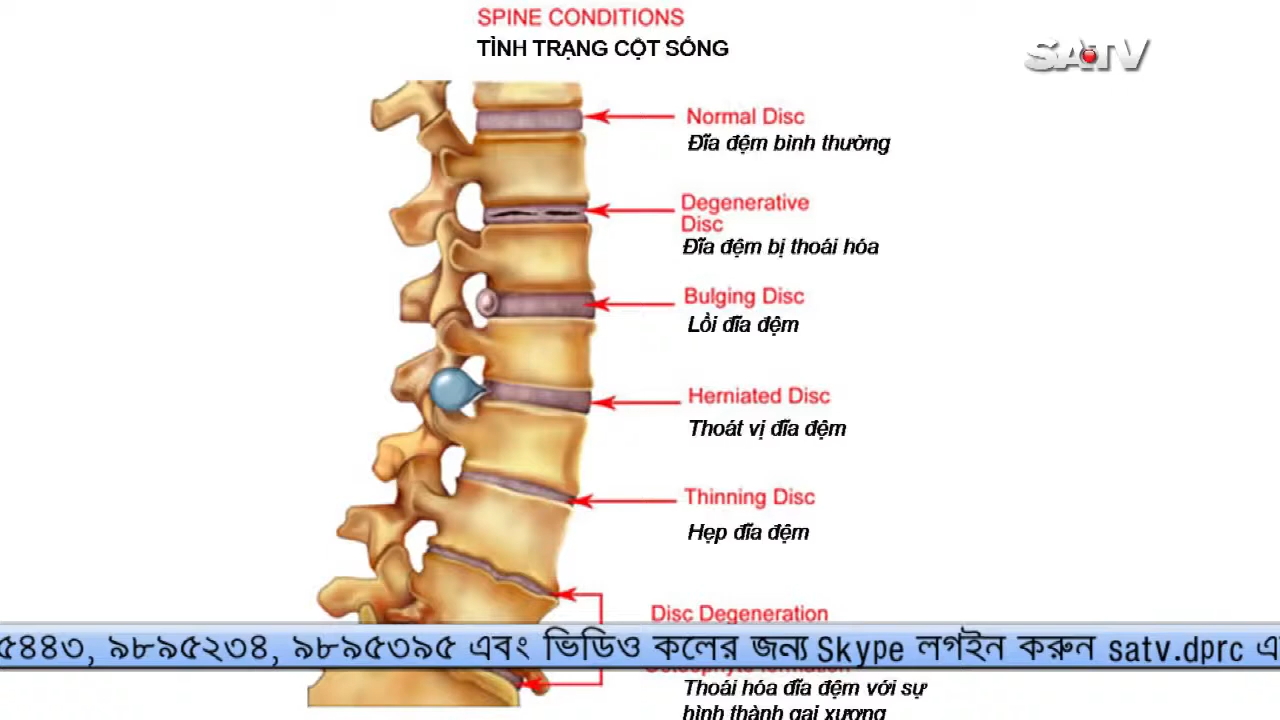 SPINE CONDITIONS
TÌNH TRẠNG CỘT SỐNG
SATV
Normal Disc
Đĩa đệm bình thường
Degenerative
Disc
Đĩa đệm bị thoái hóa
Bulging Disc
Lồi đĩa đệm
Herniated Disc
Thoát vị đĩa đệm
Thinning Disc
Hẹp đĩa đệm
Disc Degeneration
৫৪৪৩, ৯৮৯৫২৩৪, ৯৮৯৫৩৯৫ এবং ভিডিও কলের জন্য Skype লগইন করুন satv.dprc এ
Thoái hóa đĩa đệm với sự
hình thành gai xương